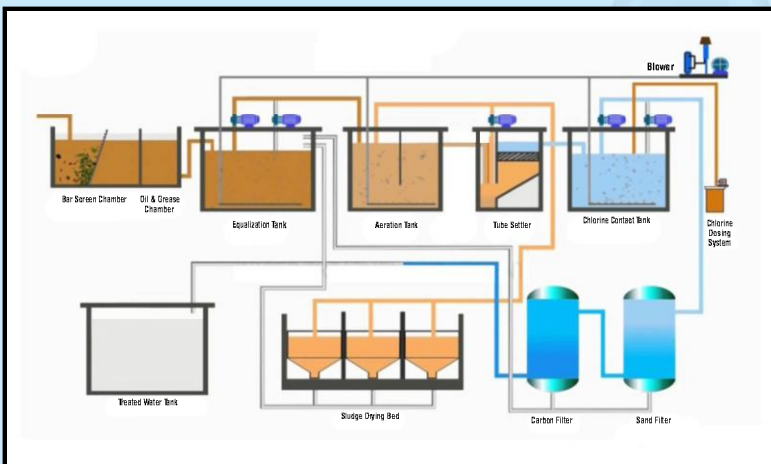 Blower
Bar Screen Chamber
Oil & Grease
Chamber
Equalization Tank
Aeration Tank
Tube Settler
Chlorine Contact Tank
Chlorine
Dosing
System
Treated Water Tank
Sludge Drying Bed
Carbon Filter
Sand Filter